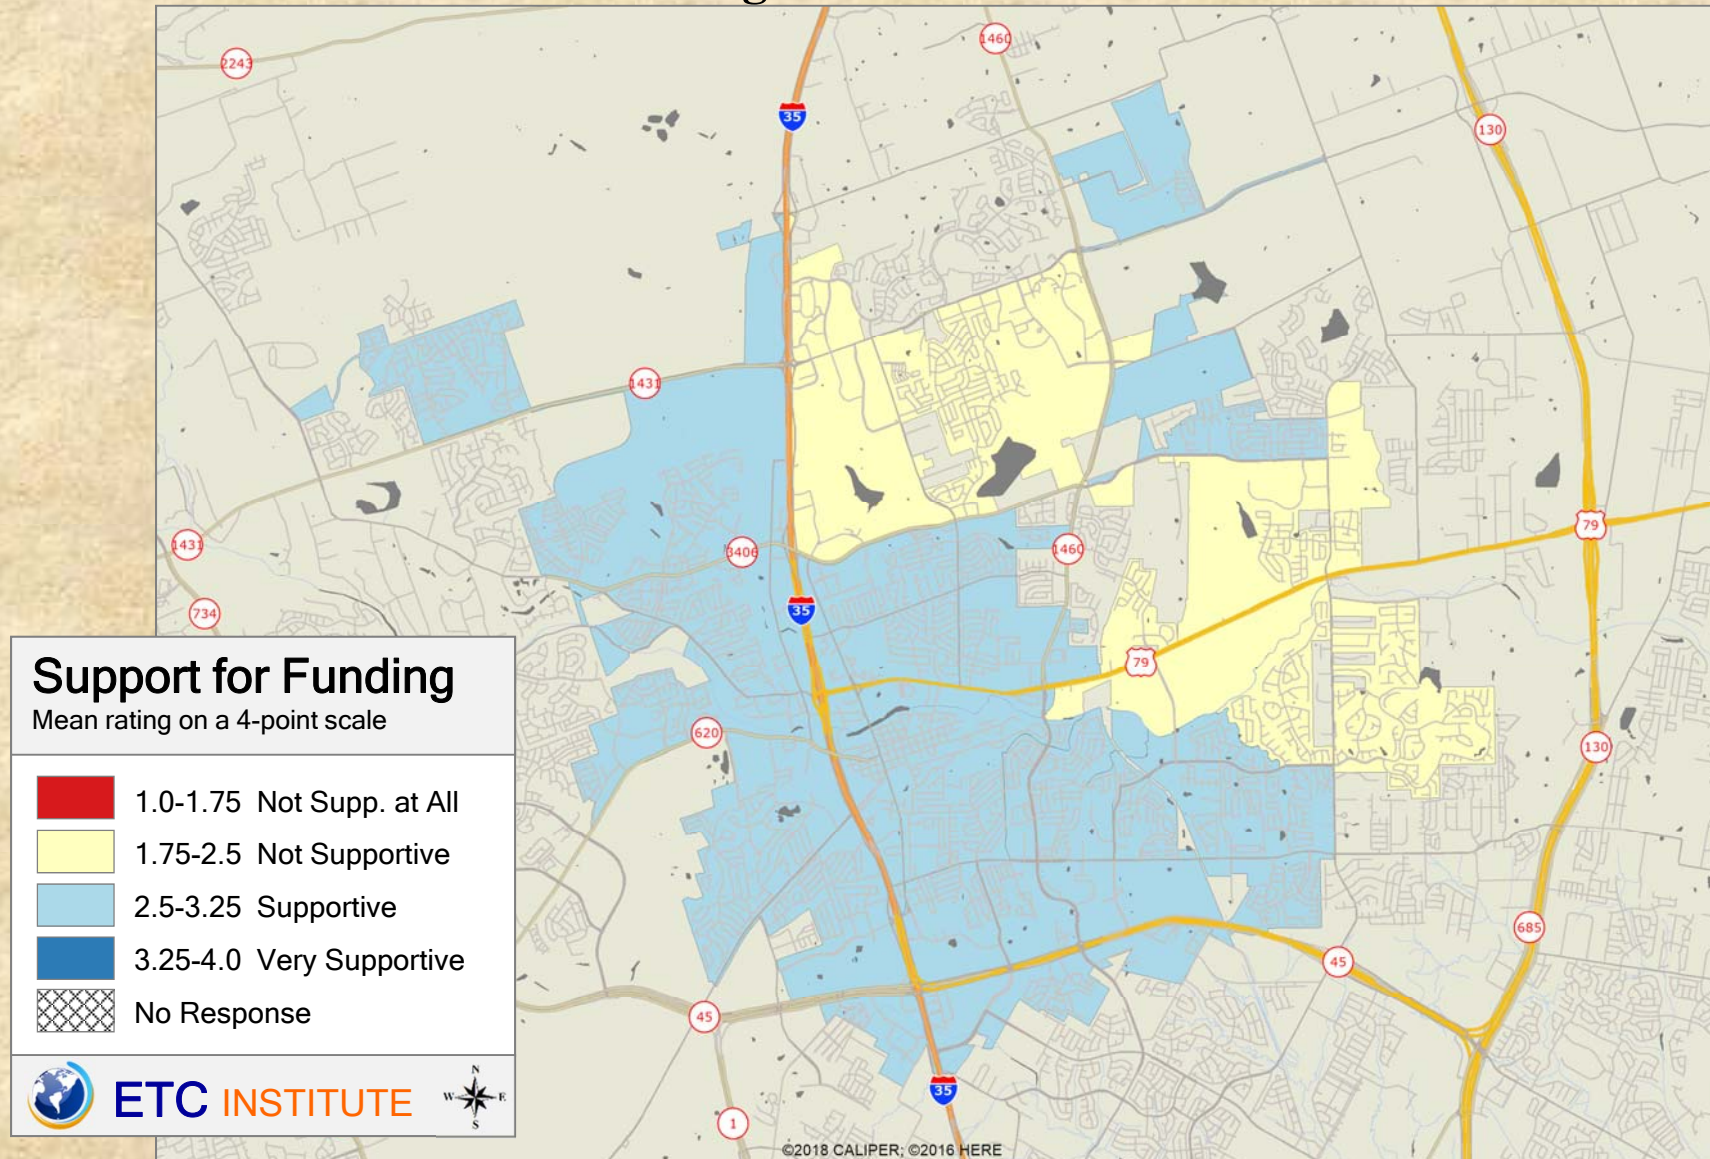 2243
1460
35
130
1431
1431
3406
1460
79
35
734
79
620
130
685
45
45
35
1
Support for Funding
Mean rating on a 4-point scale
1.0-1.75 Not Supp. at All
1.75-2.5 Not Supportive
2.5-3.25 Supportive
3.25-4.0 Very Supportive
No Response
ETC INSTITUTE
N
W E
S
©2018 CALIPER; ©2016 HERE